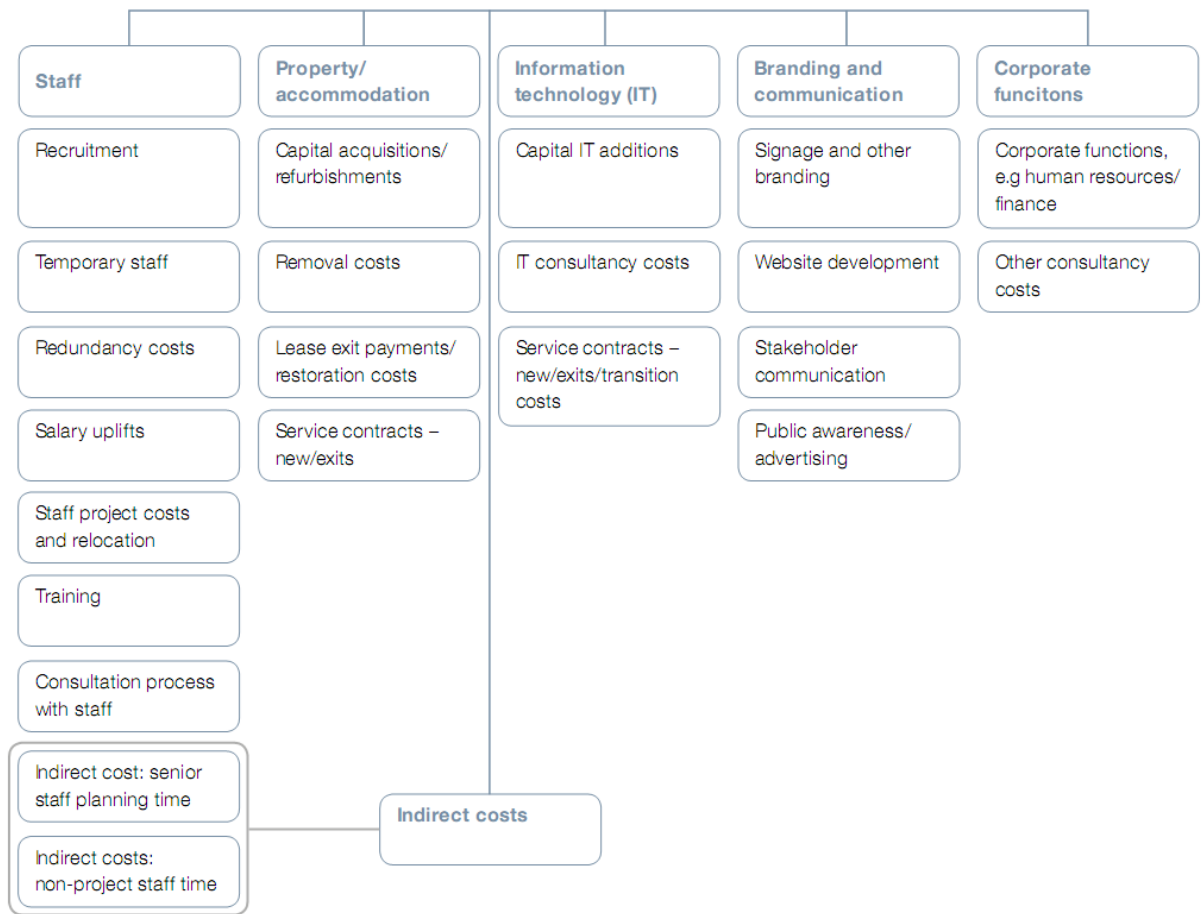 Staff
Recruitment
Temporary staff
Redundancy costs
Salary uplifts
Staff project costs
and relocation
Training
Consultation process
with staff
Indirect cost: senior
staff planning time
Indirect costs:
non-project staff time
Property/
accommodation
Capital acquisitions/
refurbishments
Removal costs
Lease exit payments/
restoration costs
Service contracts –
new/exits
Information
technology (IT)
Capital IT additions
IT consultancy costs
Service contracts –
new/exits/transition
costs
Branding and
communication
Signage and other
branding
Website development
Stakeholder
communication
Public awareness/
advertising
Corporate
funcitons
Corporate functions,
e.g human resources/
finance
Other consultancy
costs
Indirect costs